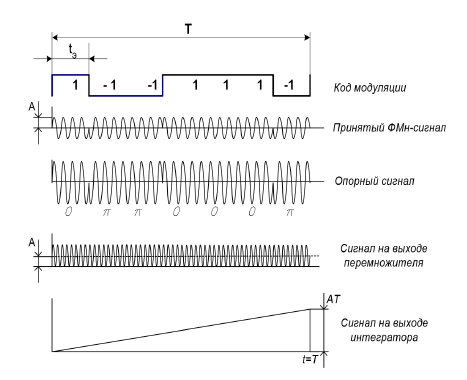 T
tэ
1 -1 -1 1 1 1 -1
Код модуляции
A
Принятый ФМн-сигнал
Опорный сигнал
0 π π 0 0 0 π
A
Сигнал на выходе
перемножителя
AT
Сигнал на выходе
интегратора
t=T